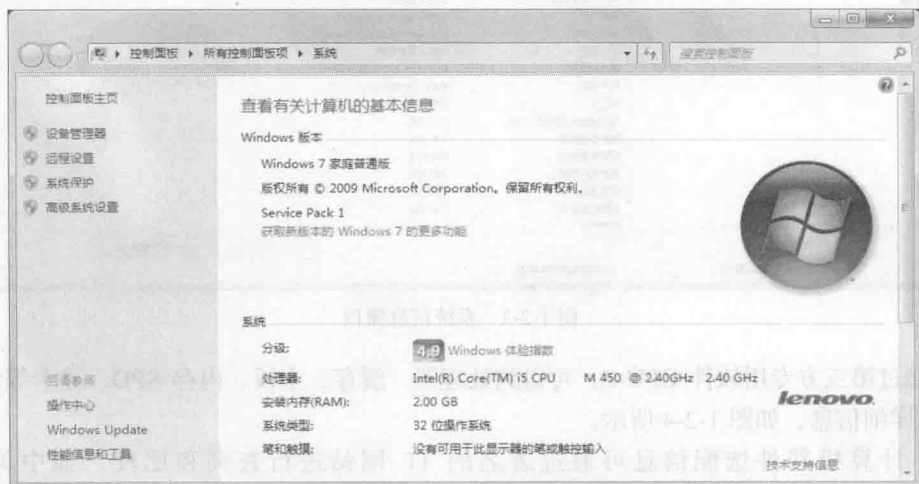 控制面板 ▸ 所有控制面板项 ▸ 系统
搜索控制面板
控制面板主页
设备管理器
远程设置
系统保护
高级系统设置
另请参阅
操作中心
Windows Update
性能信息和工具
查看有关计算机的基本信息
Windows 版本
Windows 7 家庭普通版
版权所有 © 2009 Microsoft Corporation。保留所有权利。
Service Pack 1
获取新版本的 Windows 7 的更多功能
系统
分级: 4.9 Windows 体验指数
处理器: Intel(R) Core(TM) i5 CPU M 450 @ 2.40GHz 2.40 GHz
安装内存(RAM): 2.00 GB
系统类型: 32 位操作系统
笔和触摸: 没有可用于此显示器的笔或触控输入
lenovo
技术支持信息